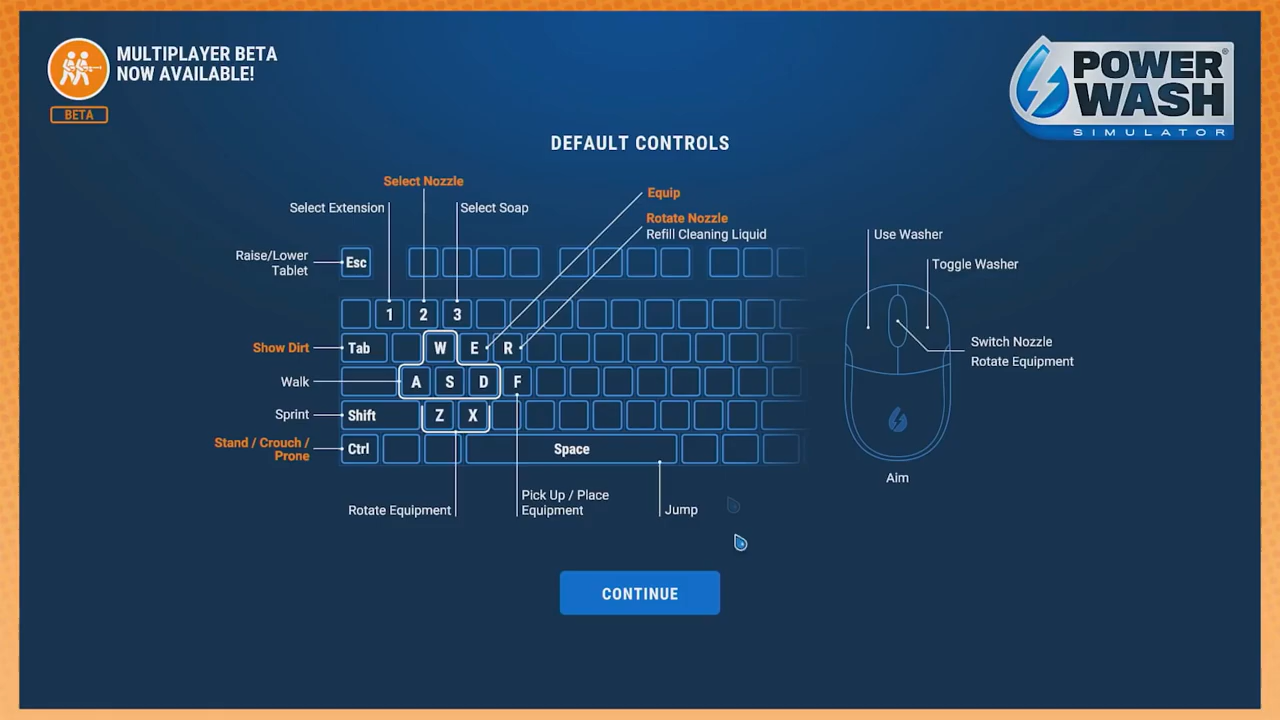 MULTIPLAYER BETA
NOW AVAILABLE!
BETA
POWER
WASH
SIMULATOR
DEFAULT CONTROLS
Select Nozzle
Equip
Select Extension
Select Soap
Rotate Nozzle
Refill Cleaning Liquid
Use Washer
Raise/Lower
Tablet
Esc
Toggle Washer
1 2 3
Switch Nozzle
Rotate Equipment
Show Dirt
Tab W E R
Walk
A S D F
Sprint
Shift Z X
Stand / Crouch /
Prone
Ctrl Space
Aim
Rotate Equipment
Pick Up / Place
Equipment
Jump
CONTINUE